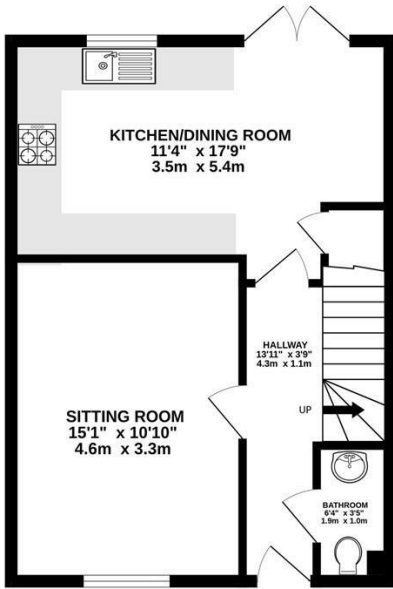 KITCHEN/DINING ROOM
11'4" x 17'9"
3.5m x 5.4m
HALLWAY
13'11" x 3'9"
4.3m x 1.1m
SITTING ROOM
15'1" x 10'10"
4.6m x 3.3m
UP
BATHROOM
6'4" x 3'5"
1.9m x 1.0m